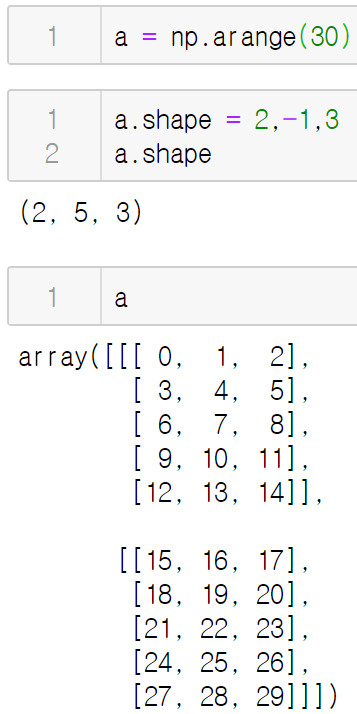 1 a = np.arange(30)
1 a.shape = 2,-1,3
2 a.shape
(2, 5, 3)
1 a
array([[[ 0,  1,  2],
        [ 3,  4,  5],
        [ 6,  7,  8],
        [ 9, 10, 11],
        [12, 13, 14]],
       [[15, 16, 17],
        [18, 19, 20],
        [21, 22, 23],
        [24, 25, 26],
        [27, 28, 29]]])